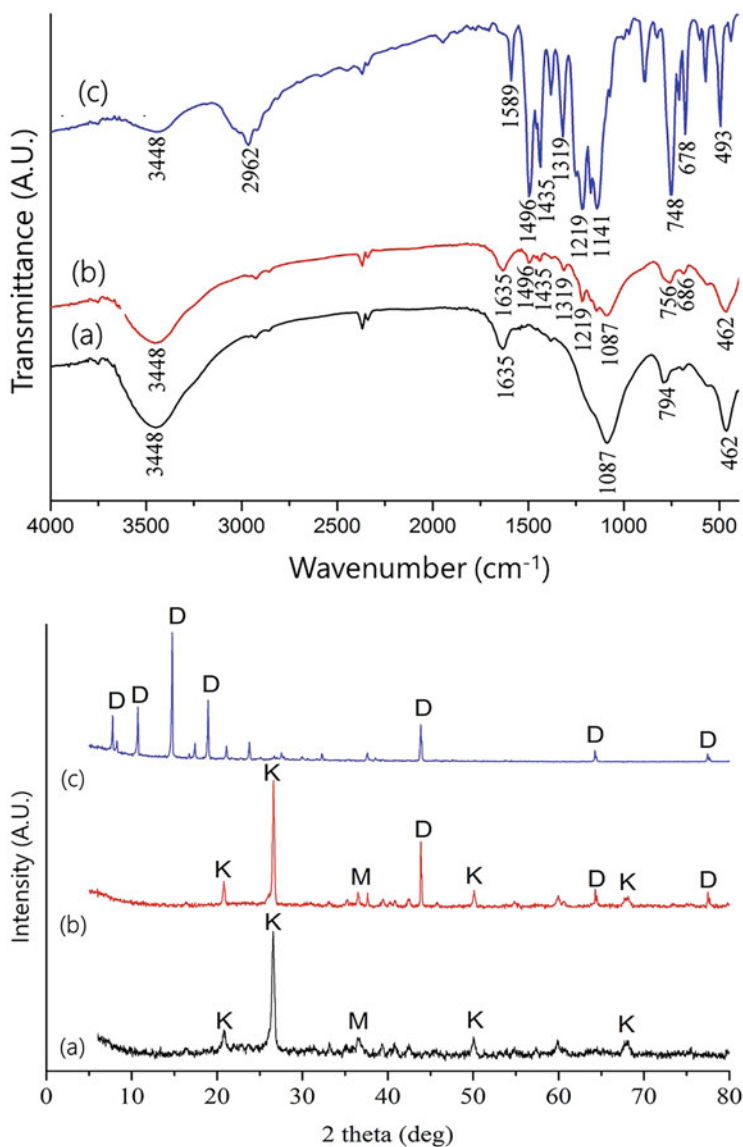 (c)
3448
2962
1589
1496
1435
1319
1219
1141
748
678
493
(b)
3448
1635
1496
1435
1319
1219
1087
756
686
462
(a)
3448
1635
1087
794
462
Transmittance (A.U.)
4000 3500 3000 2500 2000 1500 1000 500
Wavenumber (cm⁻¹)
D D D D D D D
(c)
K K M D K D K D
(b)
K K M K K
(a)
Intensity (A.U.)
0 10 20 30 40 50 60 70 80
2 theta (deg)